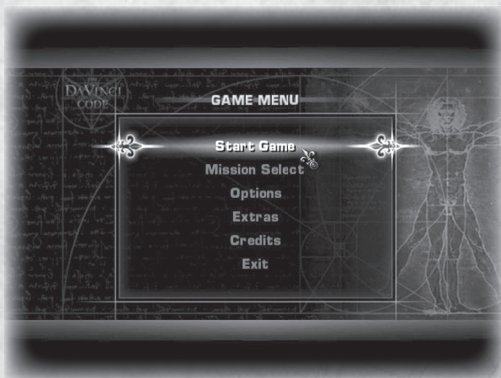 DAVINCI
CODE
GAME MENU
Start Game
Mission Select
Options
Extras
Credits
Exit